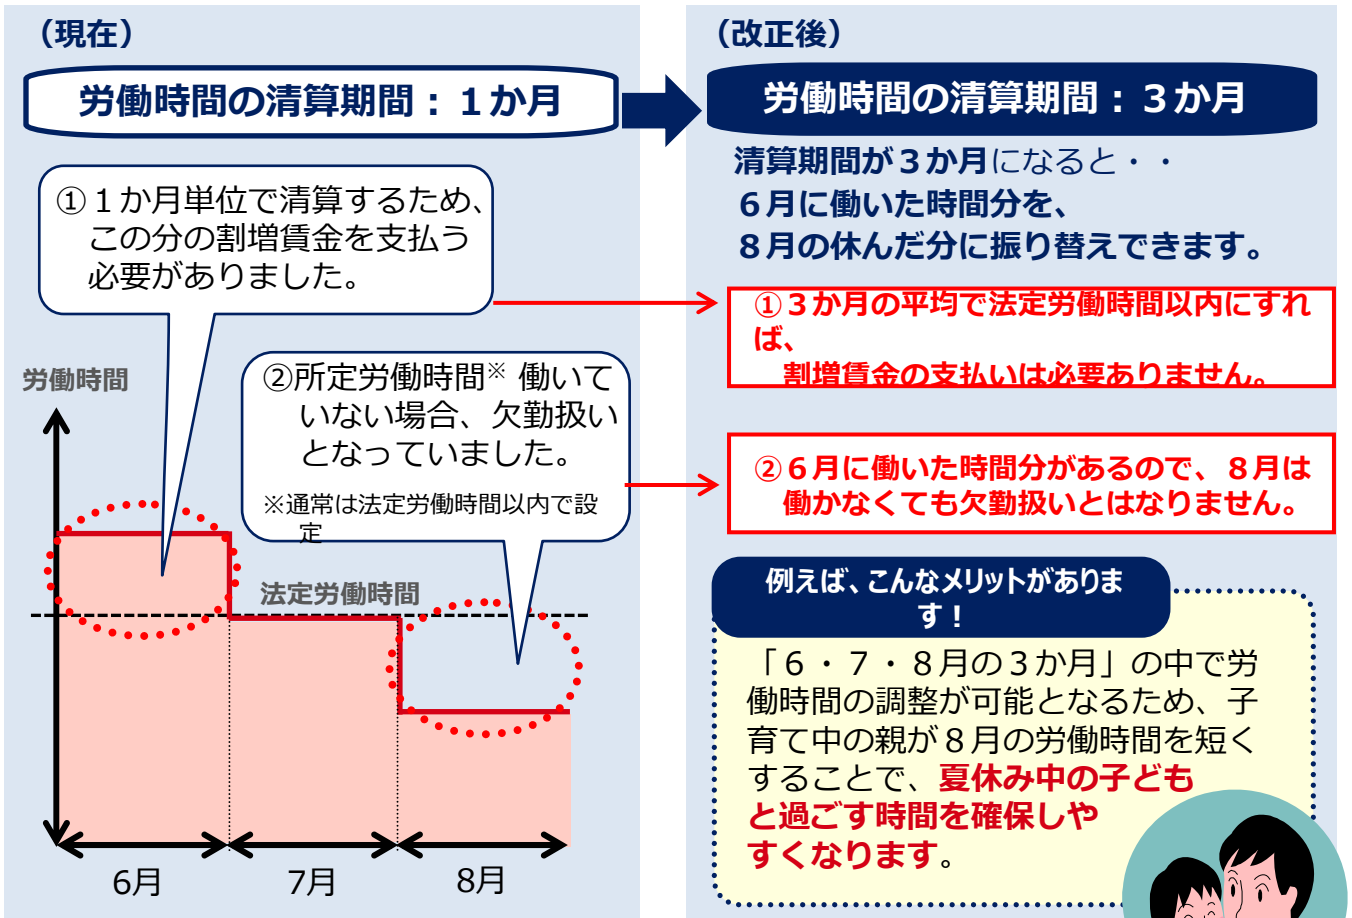 （現在）
労働時間の清算期間：１か月
①１か月単位で清算するため、
この分の割増賃金を支払う
必要がありました。
労働時間
②所定労働時間※ 働いて
いない場合、欠勤扱い
となっていました。
※通常は法定労働時間以内で設
定
法定労働時間
6月
7月
8月
（改正後）
労働時間の清算期間：３か月
清算期間が３か月になると・・
６月に働いた時間分を、
８月の休んだ分に振り替えできます。
①３か月の平均で法定労働時間以内にすれ
ば、
割増賃金の支払いは必要ありません。
②６月に働いた時間分があるので、８月は
働かなくても欠勤扱いとはなりません。
例えば、こんなメリットがありま
す！
「６・７・８月の３か月」の中で労
働時間の調整が可能となるため、子
育て中の親が８月の労働時間を短く
することで、夏休み中の子ども
と過ごす時間を確保しや
すくなります。